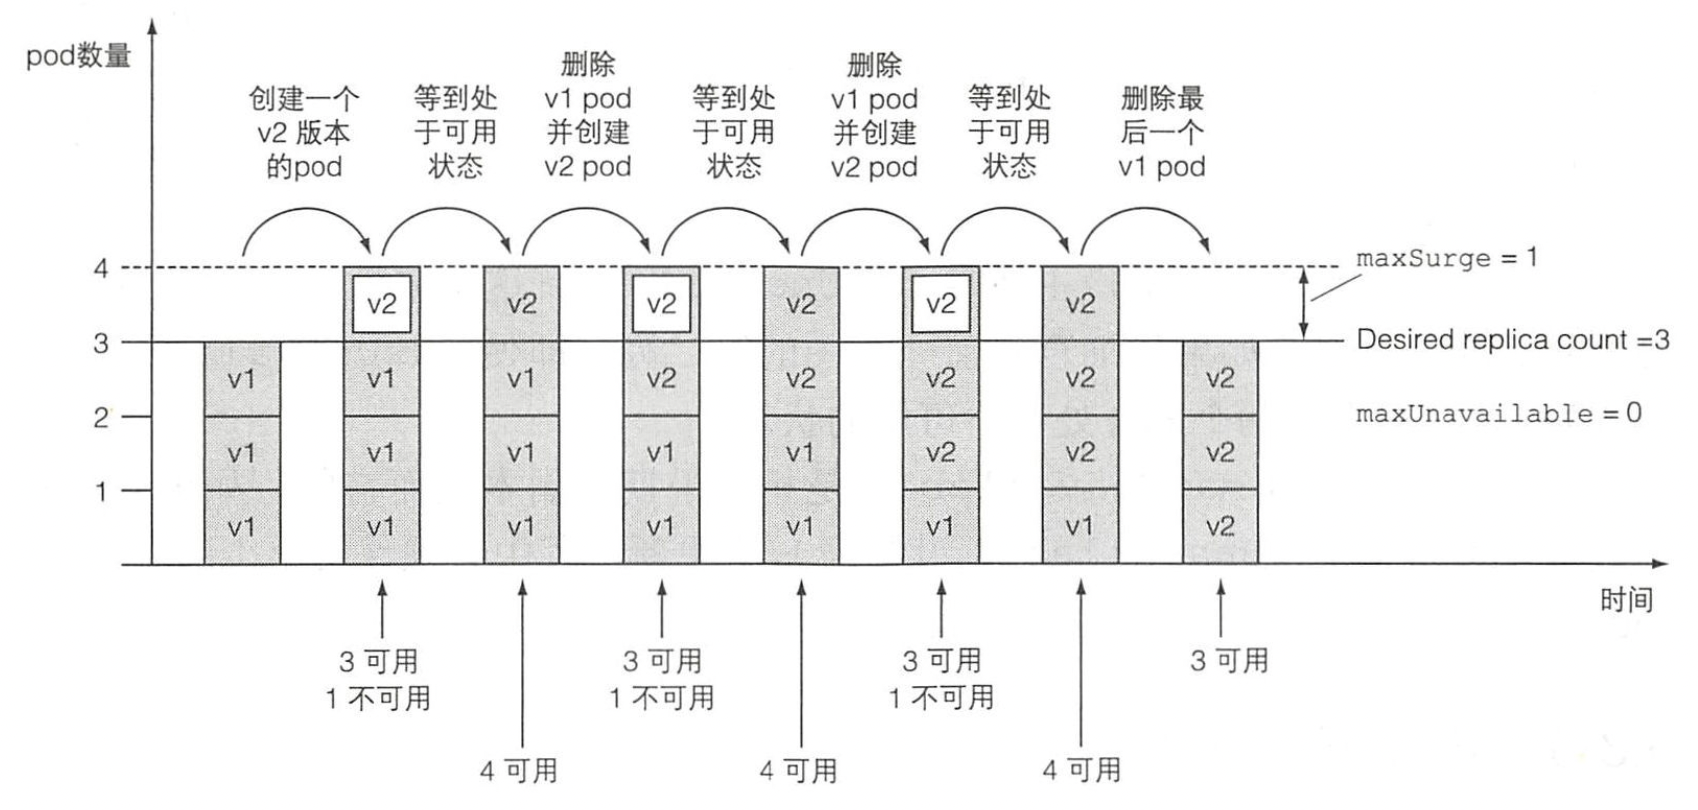 pod数量
创建一个
v2 版本
的pod
等到处
于可用
状态
删除
v1 pod
并创建
v2 pod
等到处
于可用
状态
删除
v1 pod
并创建
v2 pod
等到处
于可用
状态
删除最
后一个
v1 pod
4
3
2
1
v1
v1
v1
v2
v1
v1
v1
v2
v1
v1
v1
v2
v2
v1
v1
v2
v2
v1
v1
v2
v2
v2
v1
v2
v2
v2
v1
v2
v2
v2
maxSurge = 1
Desired replica count =3
maxUnavailable = 0
时间
3 可用
1 不可用
4 可用
3 可用
1 不可用
4 可用
3 可用
1 不可用
4 可用
3 可用